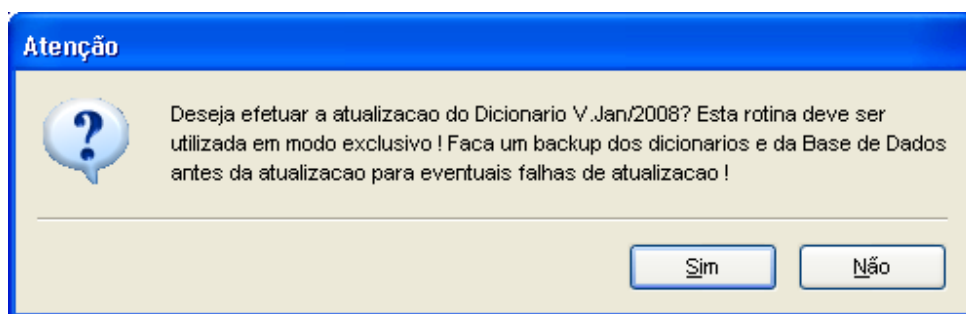 Atenção
Deseja efetuar a atualizacao do Dicionario V.Jan/2008? Esta rotina deve ser
utilizada em modo exclusivo ! Faca um backup dos dicionarios e da Base de Dados
antes da atualizacao para eventuais falhas de atualizacao !
Sim
Não